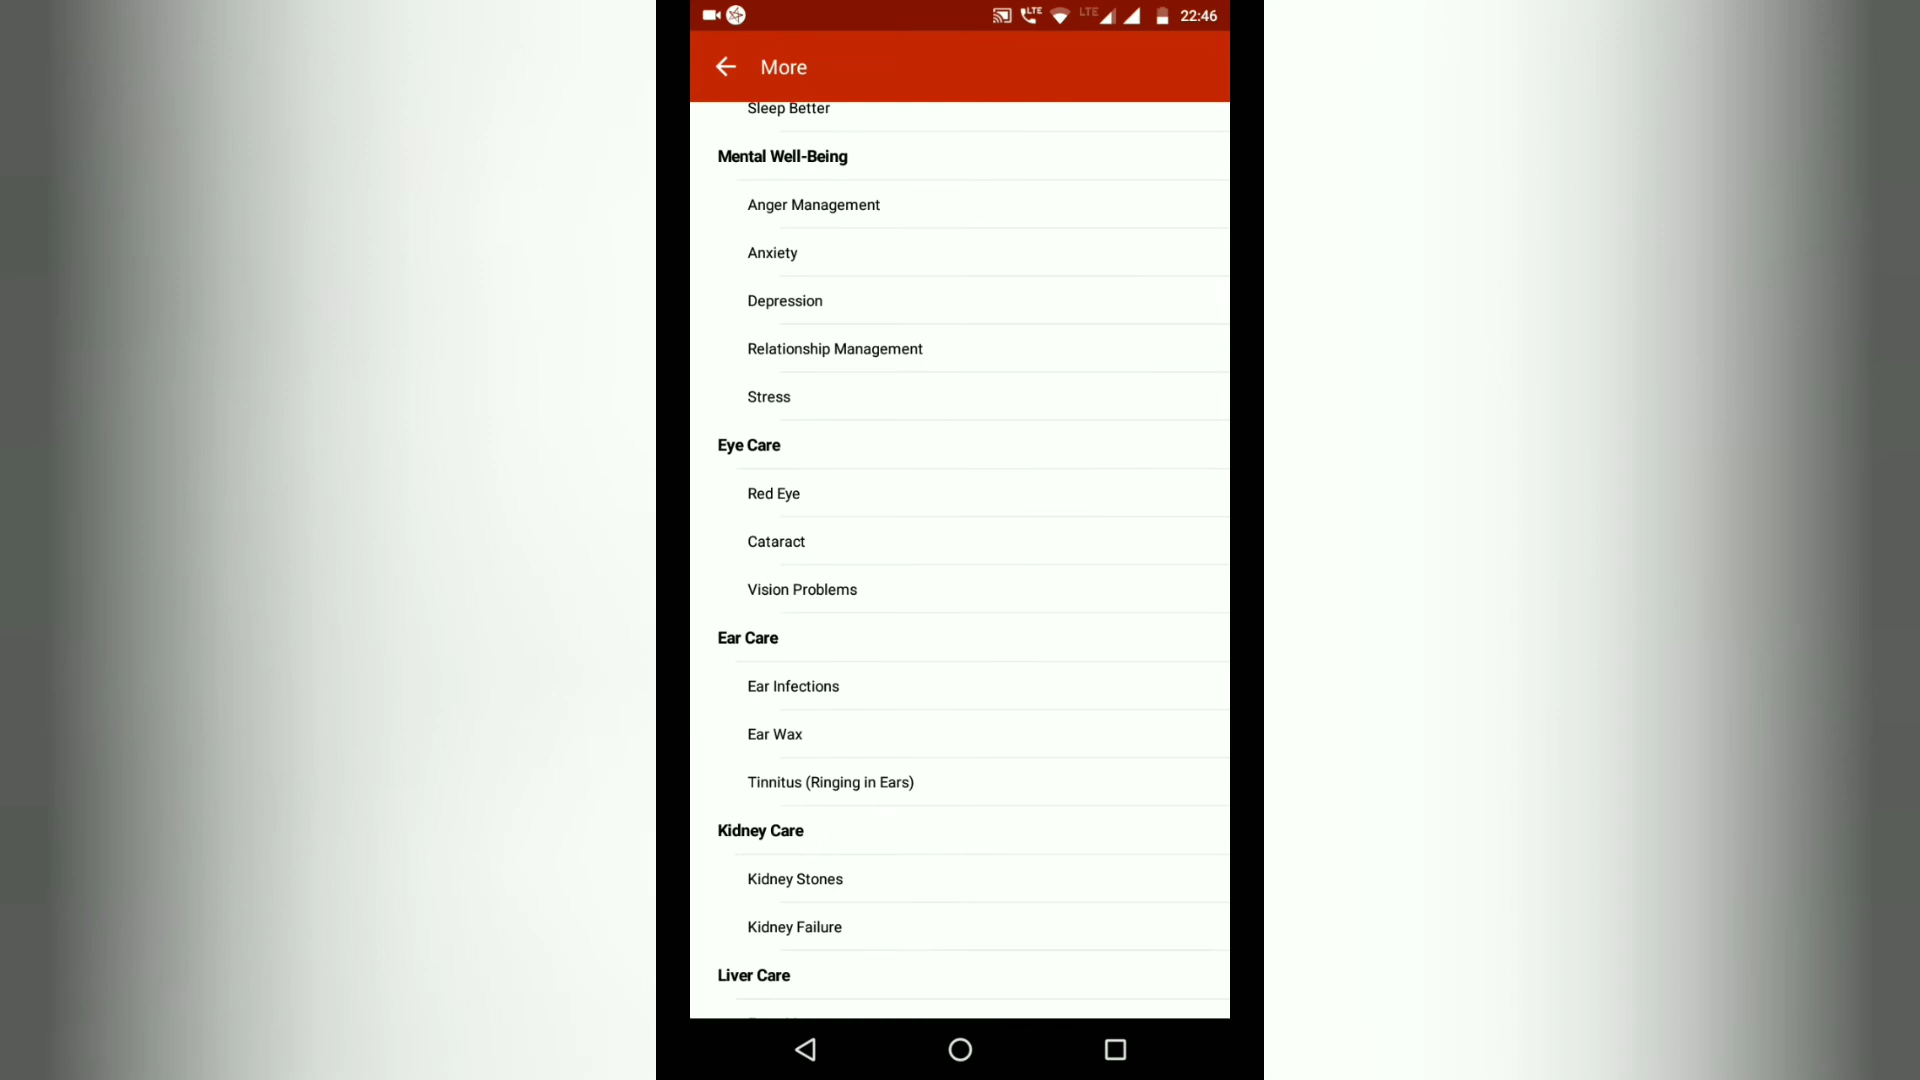 LTE LTE 22:46
More
Sleep Better
Mental Well-Being
Anger Management
Anxiety
Depression
Relationship Management
Stress
Eye Care
Red Eye
Cataract
Vision Problems
Ear Care
Ear Infections
Ear Wax
Tinnitus (Ringing in Ears)
Kidney Care
Kidney Stones
Kidney Failure
Liver Care